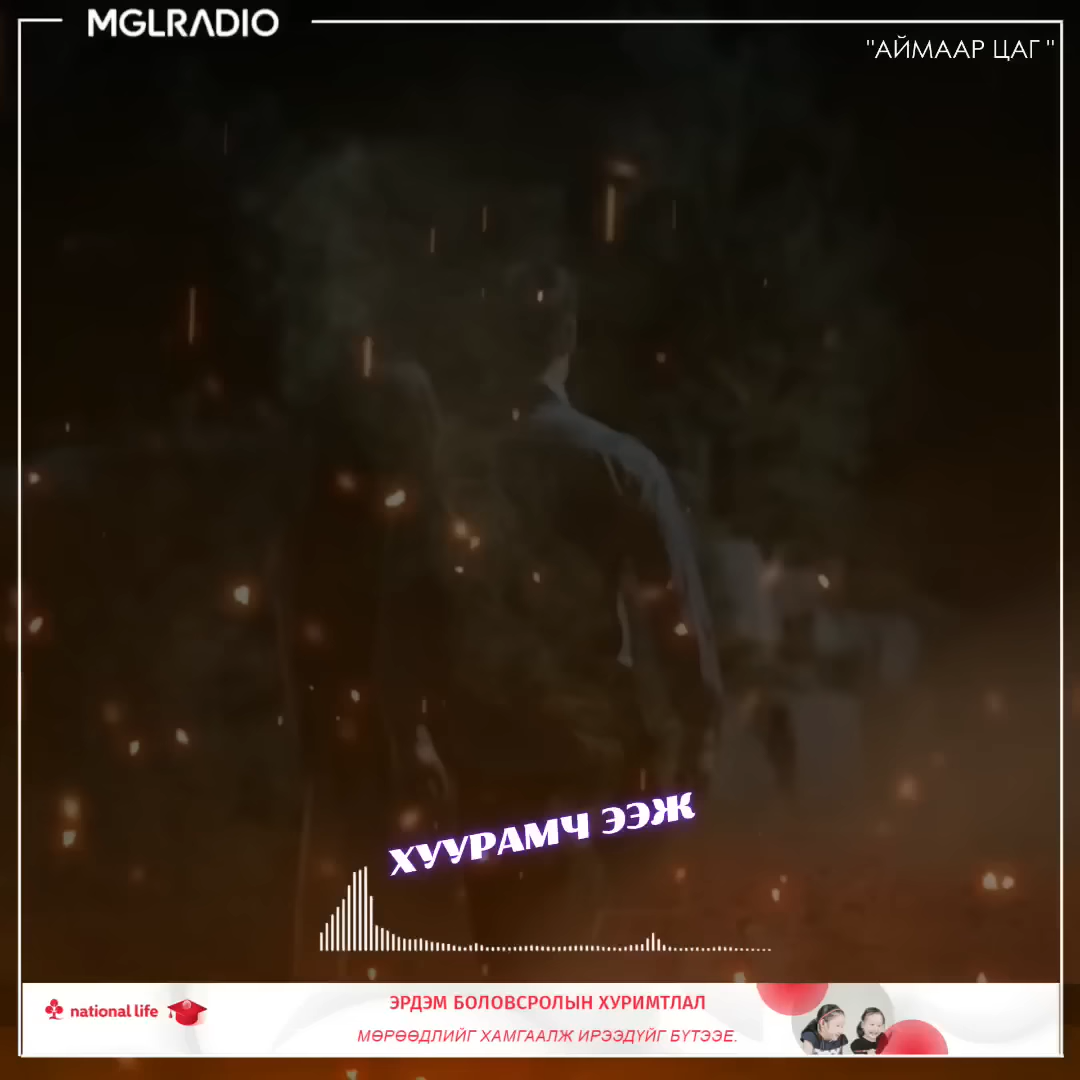 MGLRADIO
"АЙМААР ЦАГ "
ХУУРАМЧ ЭЭЖ
national life
ЭРДЭМ БОЛОВСРОЛЫН ХУРИМТЛАЛ
МӨРӨӨДЛИЙГ ХАМГААЛЖ ИРЭЭДҮЙГ БҮТЭЭЕ.